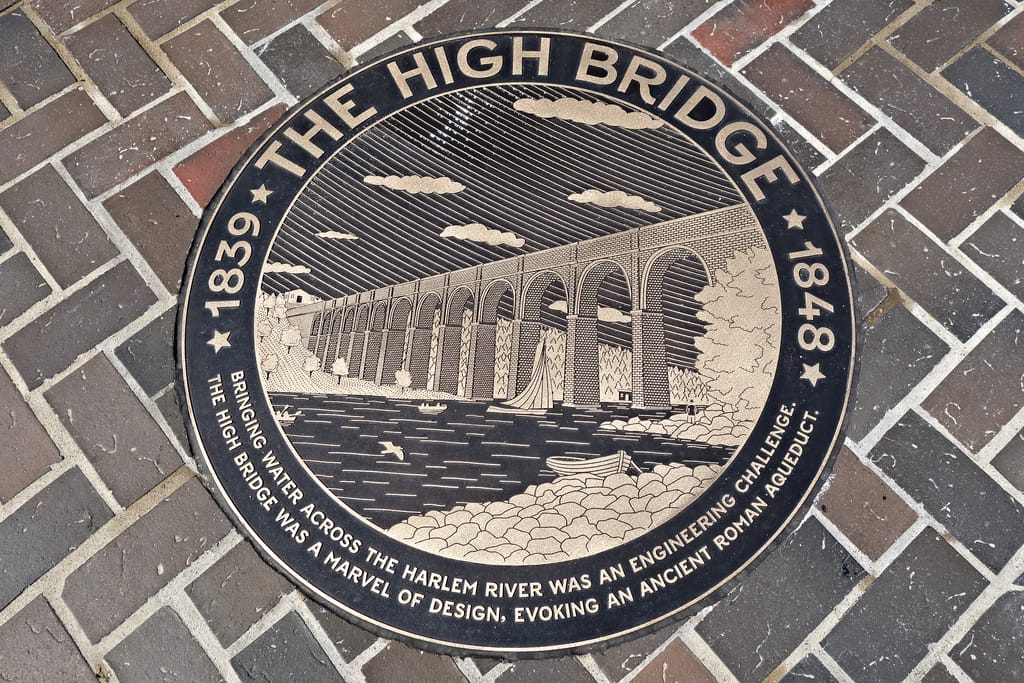 THE HIGH BRIDGE
1839
1848
BRINGING WATER ACROSS THE HARLEM RIVER WAS AN ENGINEERING CHALLENGE.
THE HIGH BRIDGE WAS A MARVEL OF DESIGN, EVOKING AN ANCIENT ROMAN AQUEDUCT.